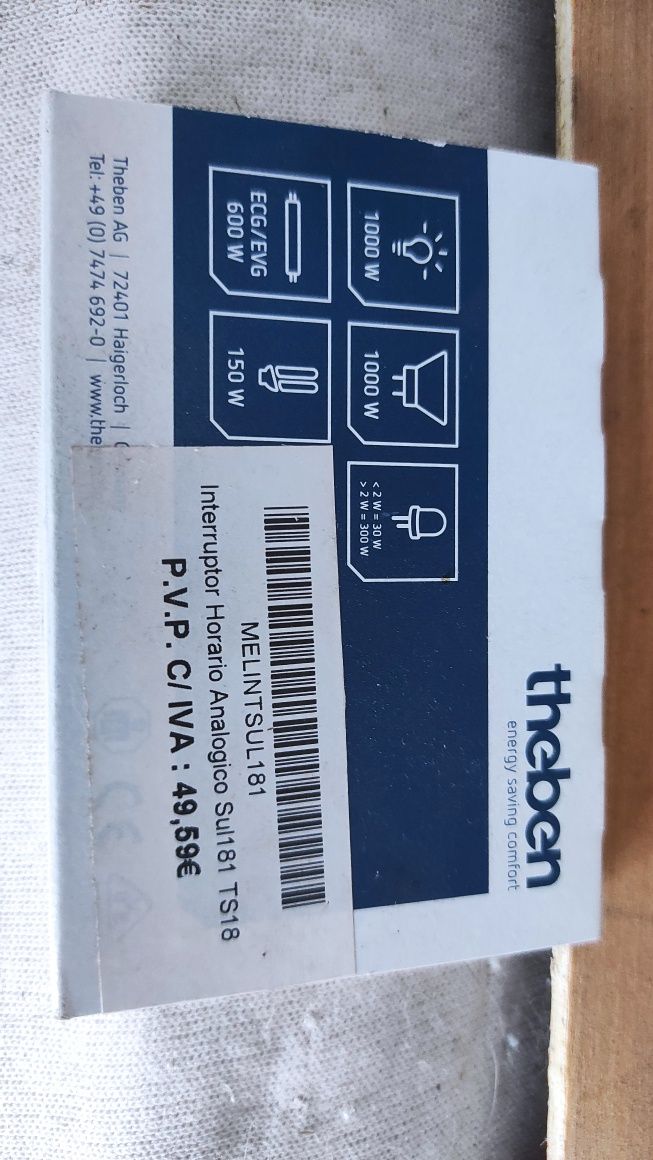 theben
energy saving comfort
1000 W
1000 W
< 2 W = 30 W
> 2 W = 300 W
ECG/EVG
600 W
150 W
MELINTSUL181
Interruptor Horario Analogico Sul181 TS18
P.V.P. C/ IVA : 49,59€
Theben AG | 72401 Haigerloch |
Tel: +49 (0) 7474 692-0 | www.the